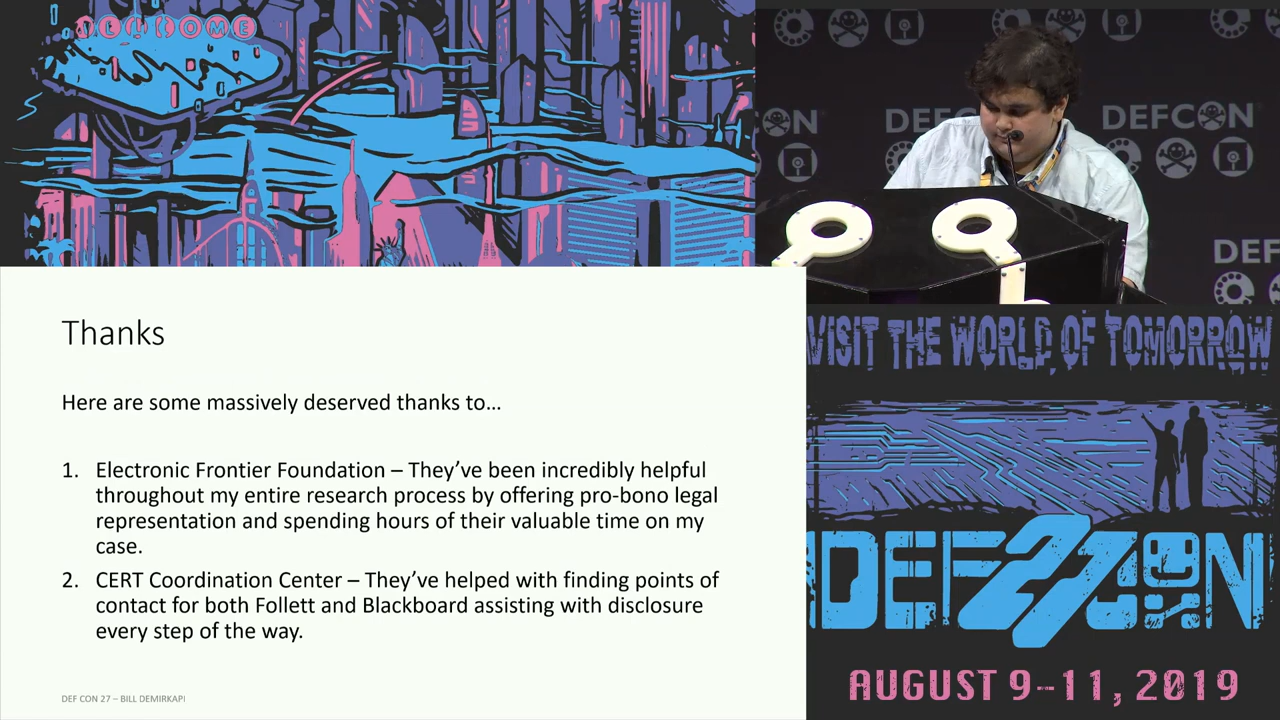 WELCOME
DEFCON
DEFCON
VISIT THE WORLD OF TOMORROW
Thanks
Here are some massively deserved thanks to…
1. Electronic Frontier Foundation – They’ve been incredibly helpful
throughout my entire research process by offering pro-bono legal
representation and spending hours of their valuable time on my
case.
2. CERT Coordination Center – They’ve helped with finding points of
contact for both Follett and Blackboard assisting with disclosure
every step of the way.
DEF CON 27 – BILL DEMIRKAPI
DEF 27 CON
AUGUST 9-11, 2019